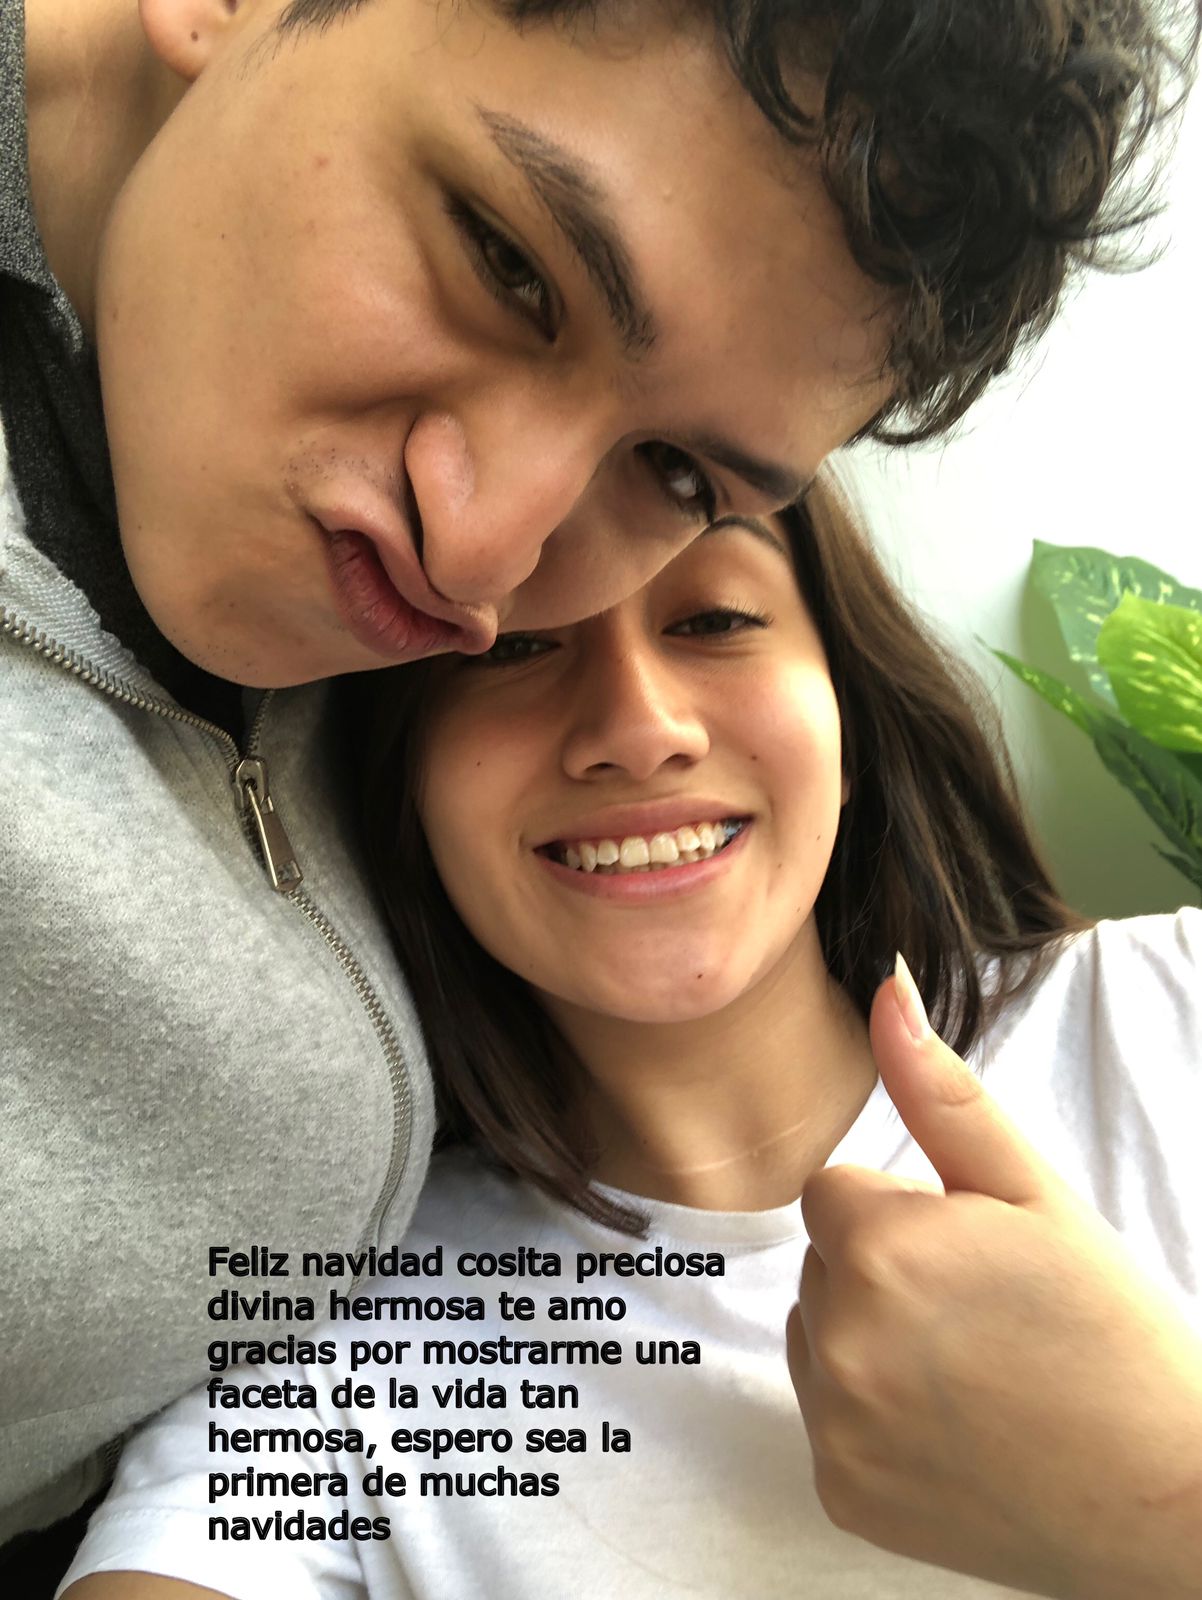 Feliz navidad cosita preciosa
divina hermosa te amo
gracias por mostrarme una
faceta de la vida tan
hermosa, espero sea la
primera de muchas
navidades